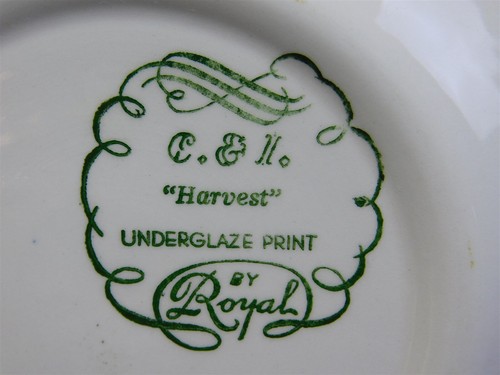 C. & I.
"Harvest"
UNDERGLAZE PRINT
BY
Royal